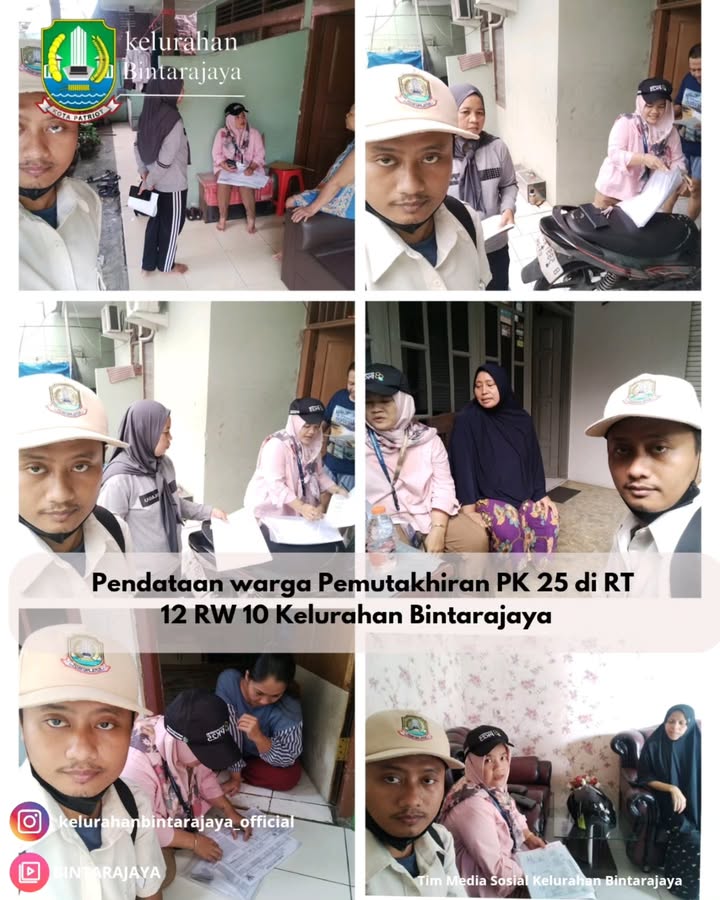 kelurahan
Bintarajaya
KOTA PATRIOT
Pendataan warga Pemutakhiran PK 25 di RT
12 RW 10 Kelurahan Bintarajaya
kelurahanbintarajaya_official
BINTARAJAYA
Tim Media Sosial Kelurahan Bintarajaya